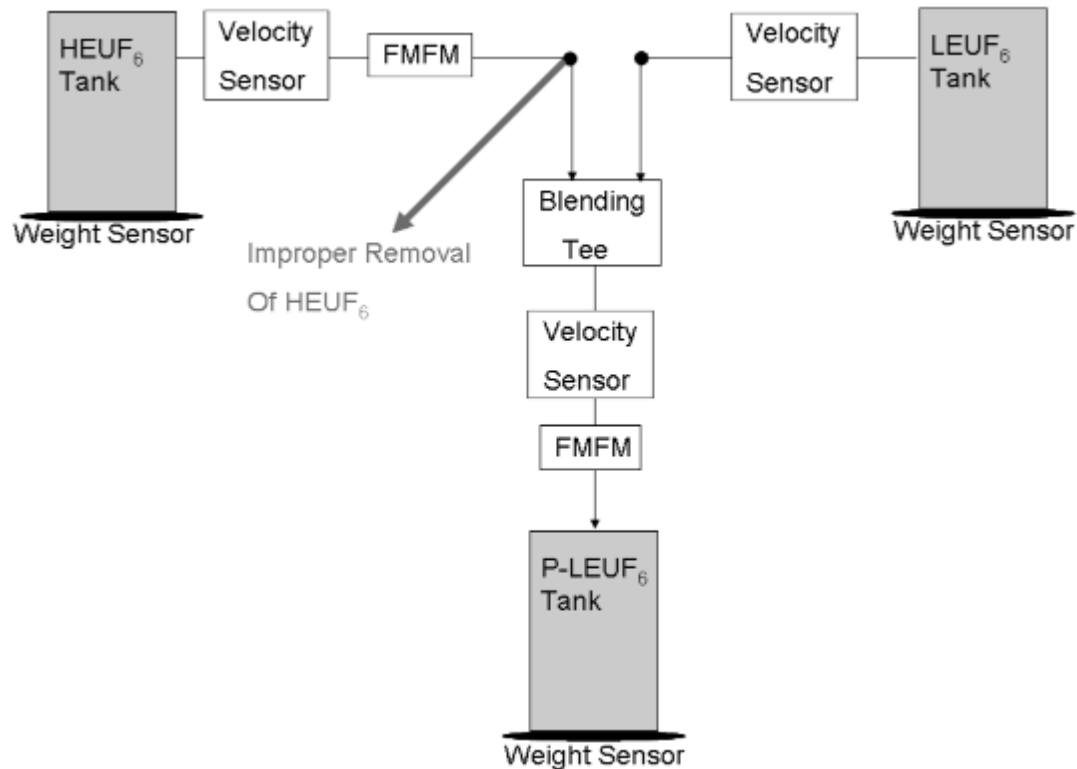 HEUF₆
Tank
Weight Sensor
Velocity
Sensor
FMFM
Improper Removal
Of HEUF₆
Velocity
Sensor
LEUF₆
Tank
Weight Sensor
Blending
Tee
Velocity
Sensor
FMFM
P-LEUF₆
Tank
Weight Sensor